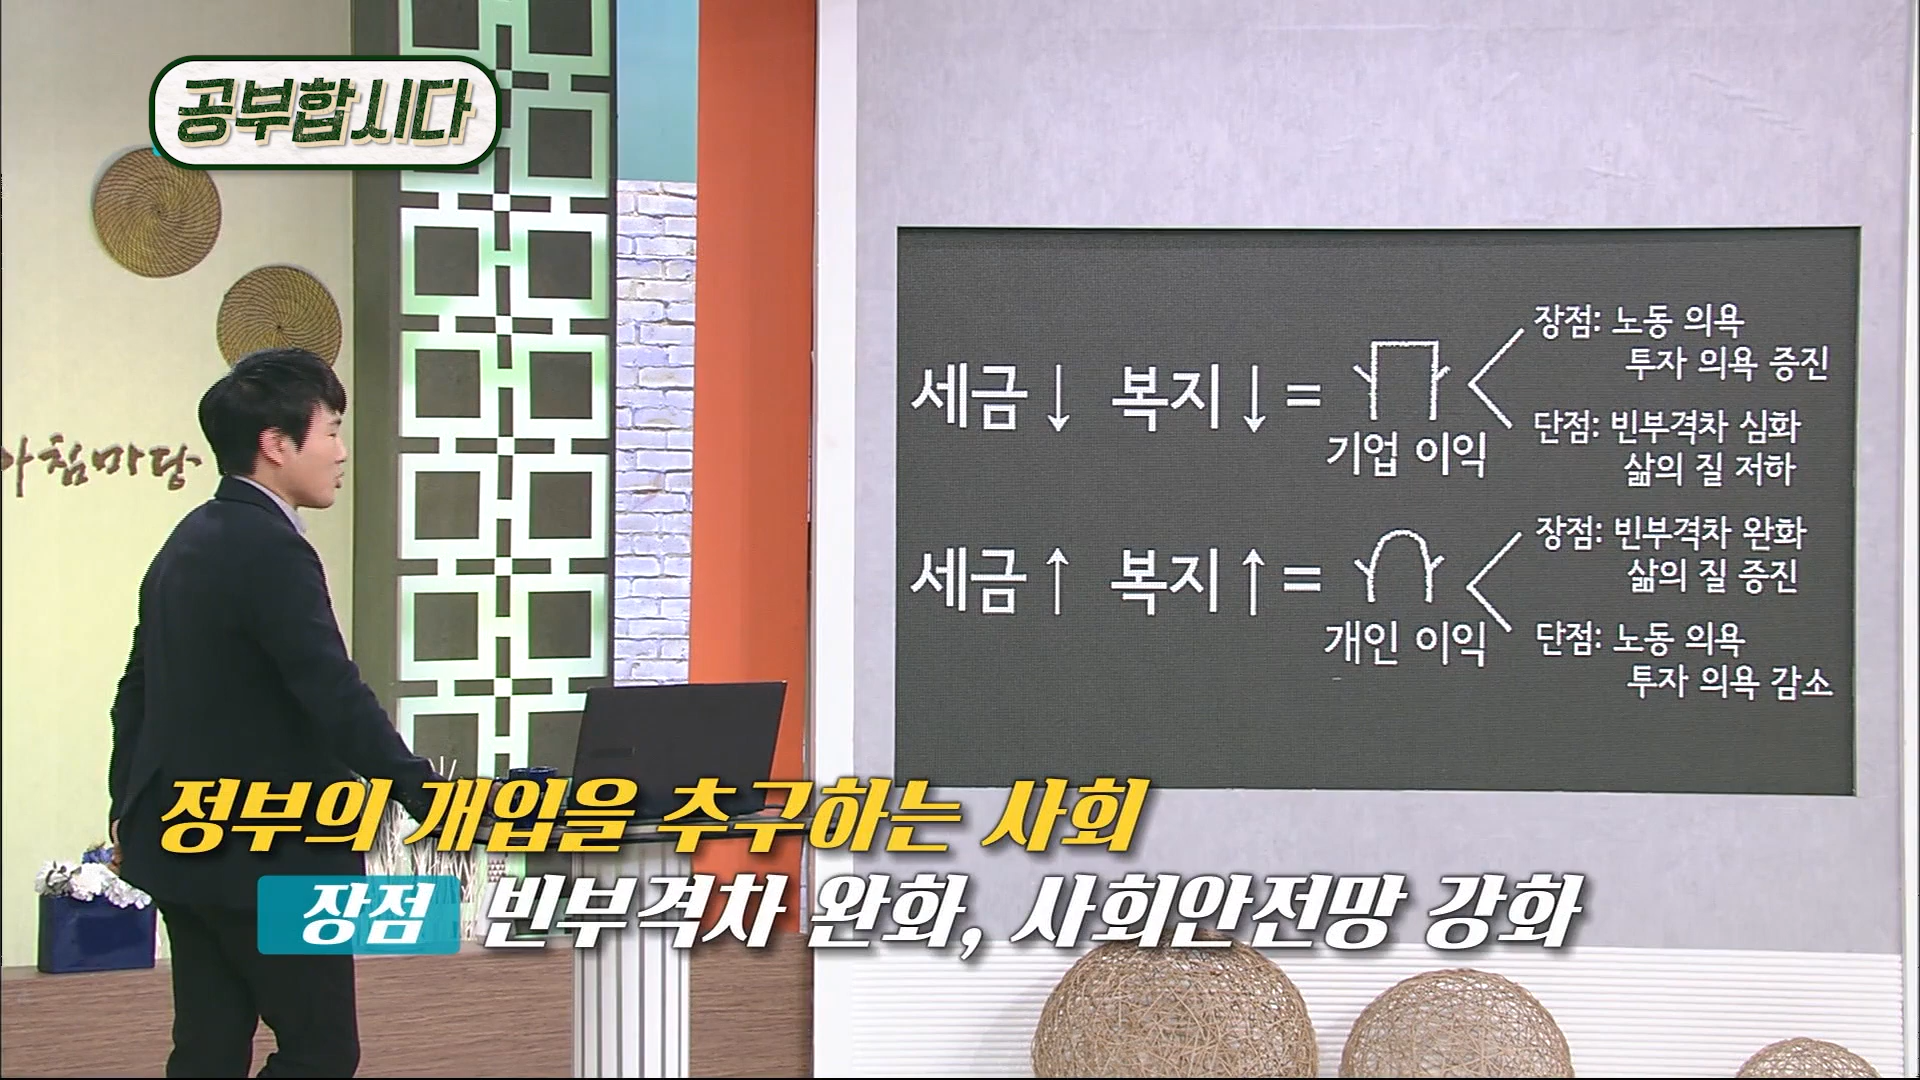 공부합시다
아침마당
세금↓ 복지↓=
기업 이익
장점: 노동 의욕
투자 의욕 증진
단점: 빈부격차 심화
삶의 질 저하
세금↑ 복지↑=
개인 이익
장점: 빈부격차 완화
삶의 질 증진
단점: 노동 의욕
투자 의욕 감소
정부의 개입을 추구하는 사회
장점 빈부격차 완화, 사회안전망 강화